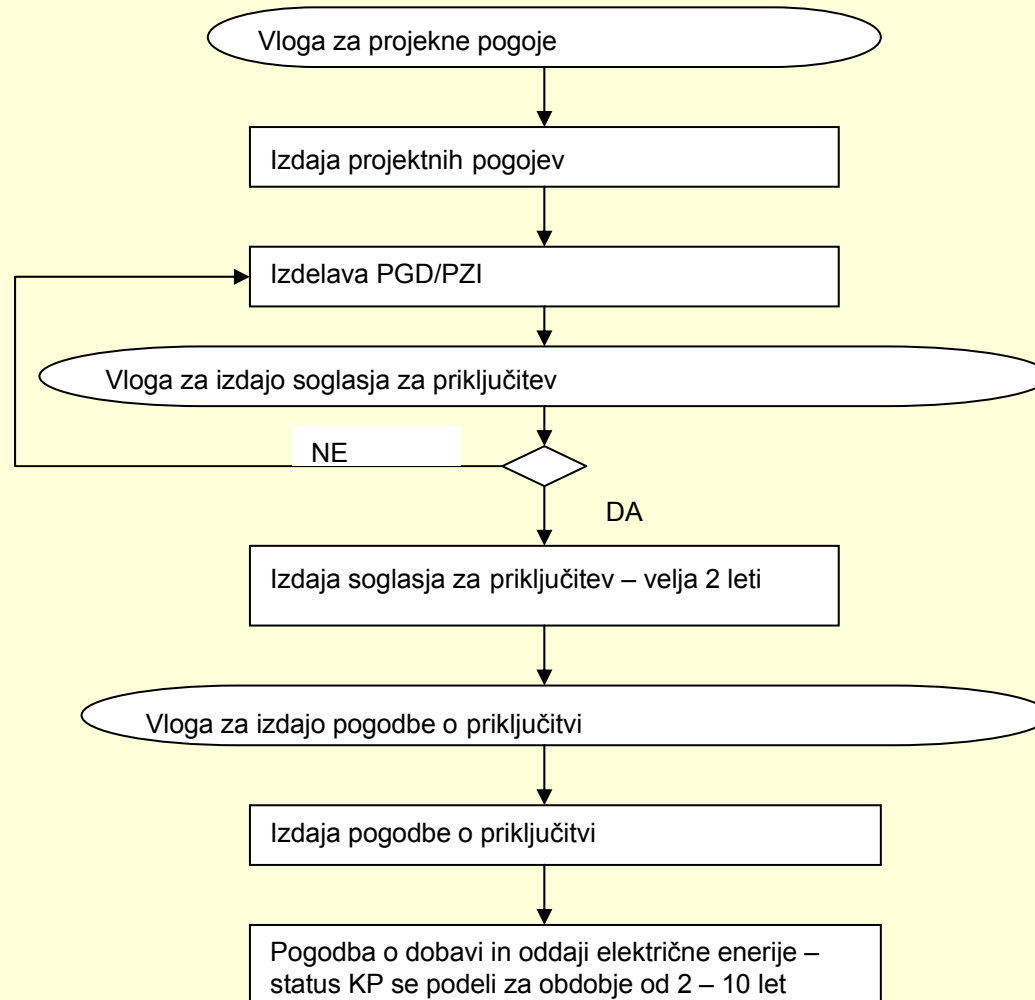 Vloga za projekne pogoje
Izdaja projektnih pogojev
Izdelava PGD/PZI
Vloga za izdajo soglasja za priključitev
NE
DA
Izdaja soglasja za priključitev – velja 2 leti
Vloga za izdajo pogodbe o priključitvi
Izdaja pogodbe o priključitvi
Pogodba o dobavi in oddaji električne enerije –
status KP se podeli za obdobje od 2 – 10 let